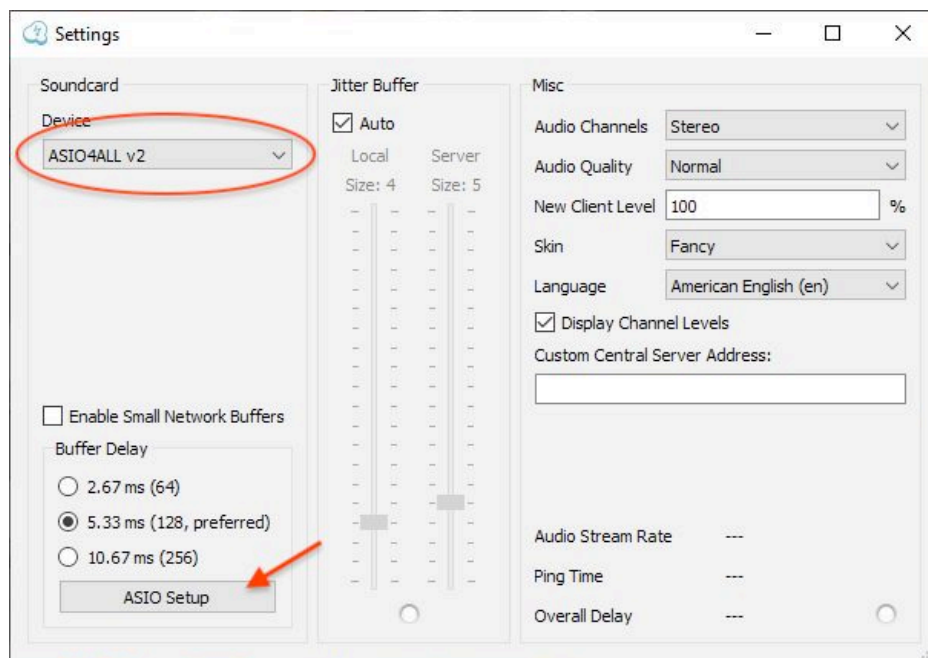 Settings
Soundcard
Device
ASIO4ALL v2
Enable Small Network Buffers
Buffer Delay
2.67 ms (64)
5.33 ms (128, preferred)
10.67 ms (256)
ASIO Setup
Jitter Buffer
Auto
Local Server
Size: 4 Size: 5
Misc
Audio Channels Stereo
Audio Quality Normal
New Client Level 100 %
Skin Fancy
Language American English (en)
Display Channel Levels
Custom Central Server Address:
Audio Stream Rate ---
Ping Time ---
Overall Delay ---